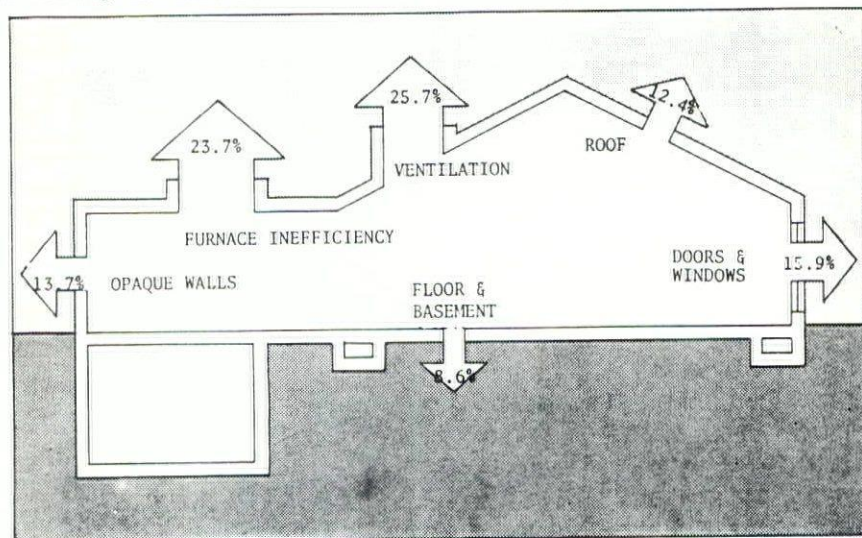 25.7%
12.4%
23.7%
ROOF
VENTILATION
FURNACE INEFFICIENCY
DOORS &
WINDOWS
15.9%
13.7%
OPAQUE WALLS
FLOOR &
BASEMENT
8.6%